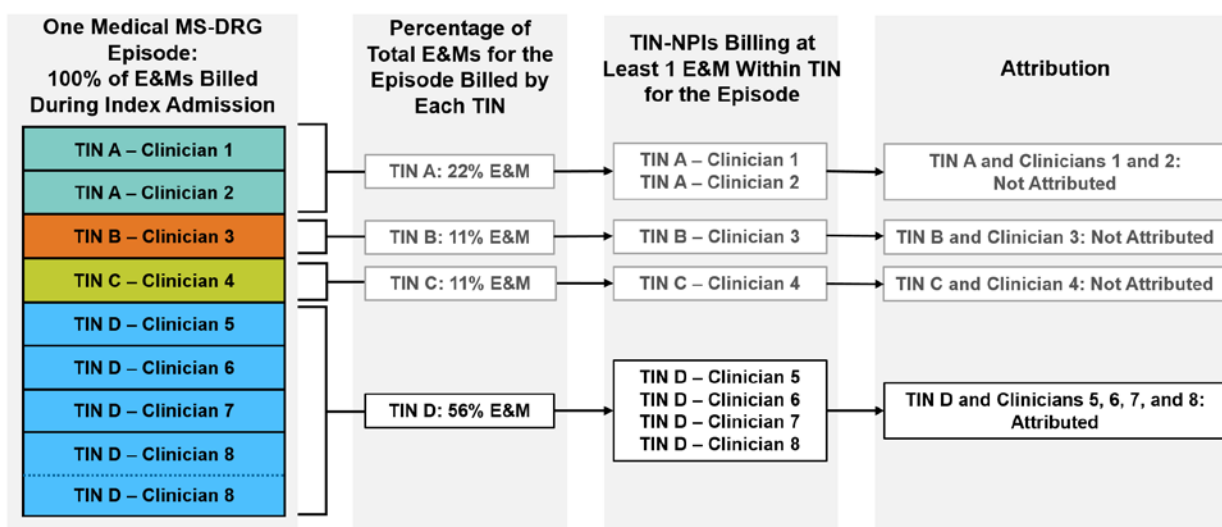 One Medical MS-DRG
Episode:
100% of E&Ms Billed
During Index Admission
TIN A – Clinician 1
TIN A – Clinician 2
TIN B – Clinician 3
TIN C – Clinician 4
TIN D – Clinician 5
TIN D – Clinician 6
TIN D – Clinician 7
TIN D – Clinician 8
TIN D – Clinician 8
Percentage of
Total E&Ms for the
Episode Billed by
Each TIN
TIN A: 22% E&M
TIN B: 11% E&M
TIN C: 11% E&M
TIN D: 56% E&M
TIN-NPIs Billing at
Least 1 E&M Within TIN
for the Episode
TIN A – Clinician 1
TIN A – Clinician 2
TIN B – Clinician 3
TIN C – Clinician 4
TIN D – Clinician 5
TIN D – Clinician 6
TIN D – Clinician 7
TIN D – Clinician 8
Attribution
TIN A and Clinicians 1 and 2:
Not Attributed
TIN B and Clinician 3: Not Attributed
TIN C and Clinician 4: Not Attributed
TIN D and Clinicians 5, 6, 7, and 8:
Attributed